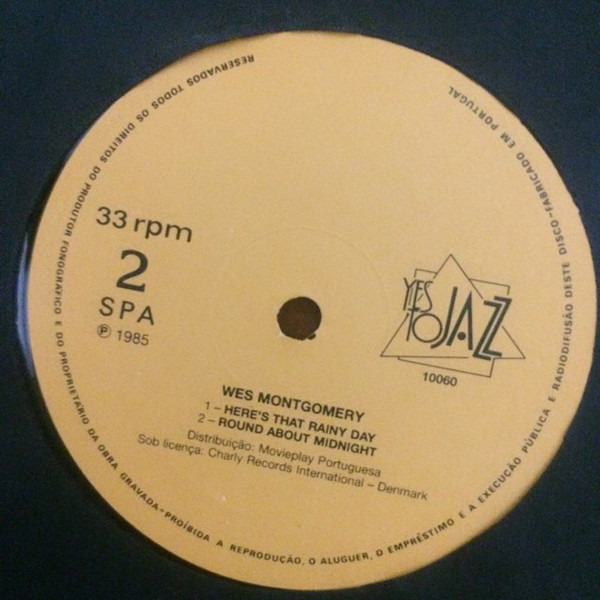 33 rpm
2
SPA
Ⓟ 1985
YES
TO JAZZ
10060
WES MONTGOMERY
1 – HERE'S THAT RAINY DAY
2 – ROUND ABOUT MIDNIGHT
Distribuição: Movieplay Portuguesa
Sob licença: Charly Records International – Denmark
RESERVADOS TODOS OS DIREITOS DO PRODUTOR FONOGRÁFICO E DO PROPRIETÁRIO DA OBRA GRAVADA-PROÍBIDA A REPRODUÇÃO, O ALUGUER, O EMPRÉSTIMO E A EXECUÇÃO PÚBLICA E RADIODIFUSÃO DESTE DISCO-FABRICADO EM PORTUGAL